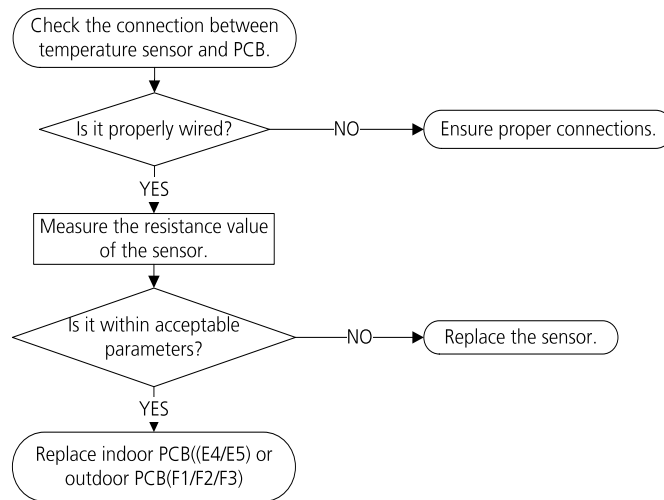 Check the connection between
temperature sensor and PCB.
Is it properly wired?
NO
Ensure proper connections.
YES
Measure the resistance value
of the sensor.
Is it within acceptable
parameters?
NO
Replace the sensor.
YES
Replace indoor PCB((E4/E5) or
outdoor PCB(F1/F2/F3)